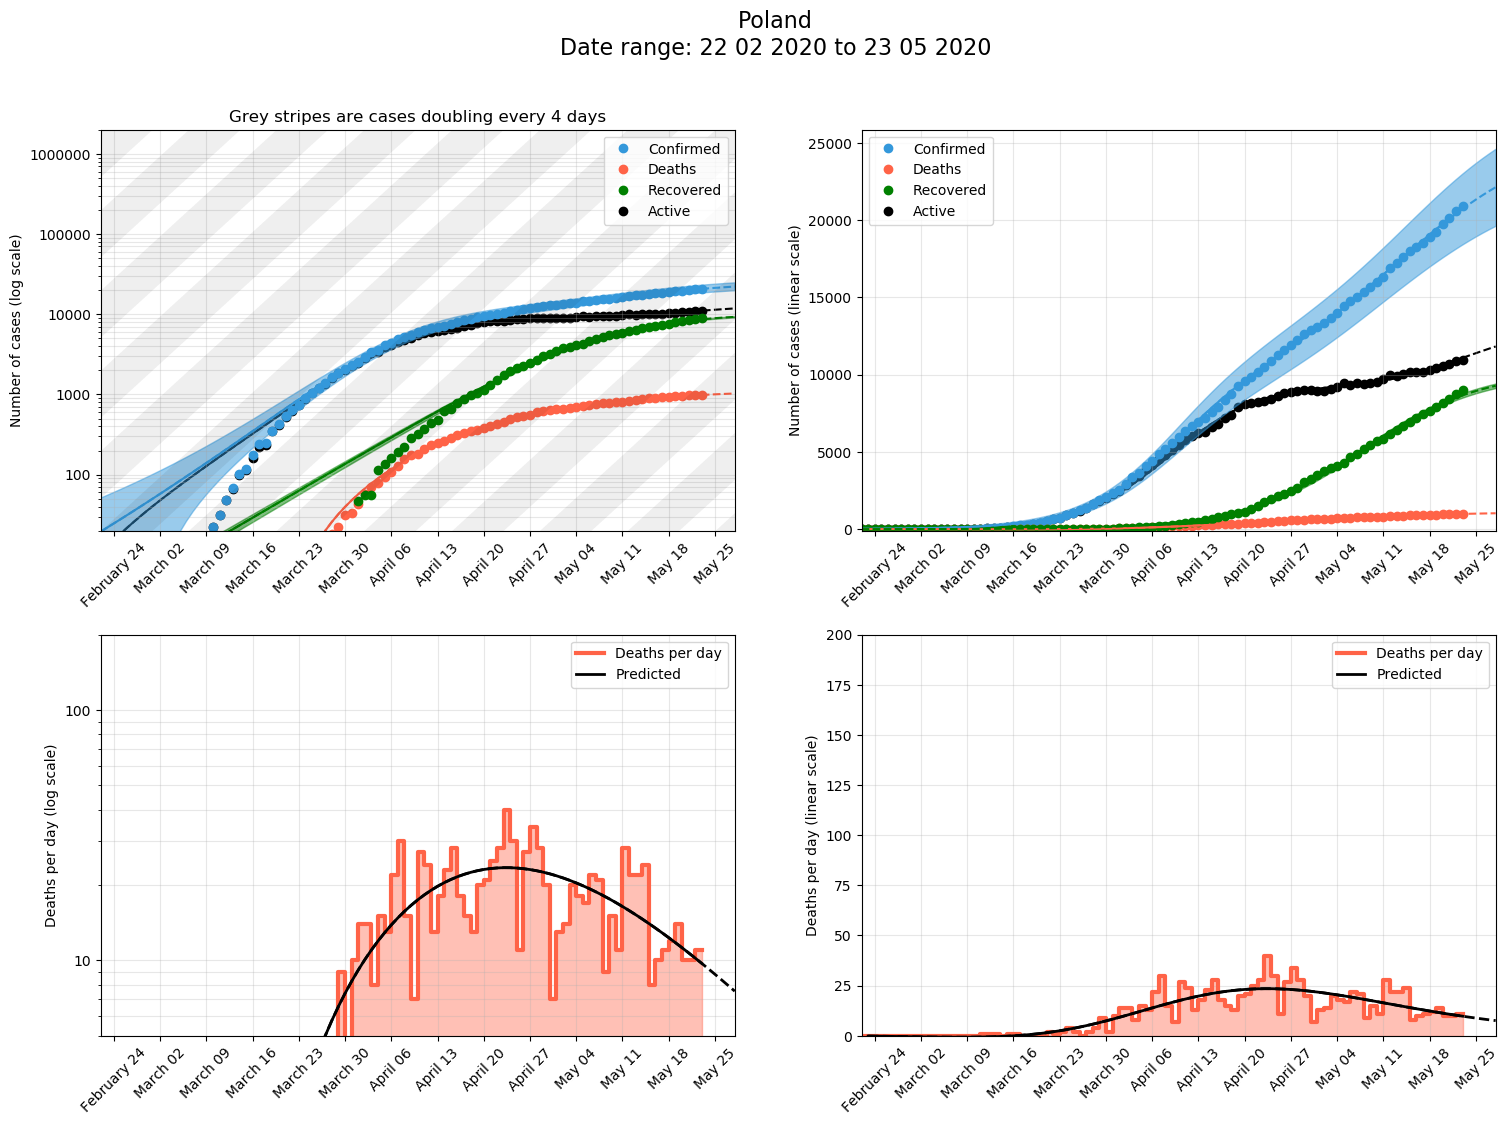 Poland
Date range: 22 02 2020 to 23 05 2020
Grey stripes are cases doubling every 4 days
Number of cases (log scale)
1000000
100000
10000
1000
100
Confirmed
Deaths
Recovered
Active
February 24
March 02
March 09
March 16
March 23
March 30
April 06
April 13
April 20
April 27
May 04
May 11
May 18
May 25
Number of cases (linear scale)
25000
20000
15000
10000
5000
0
Confirmed
Deaths
Recovered
Active
February 24
March 02
March 09
March 16
March 23
March 30
April 06
April 13
April 20
April 27
May 04
May 11
May 18
May 25
Deaths per day (log scale)
100
10
Deaths per day
Predicted
February 24
March 02
March 09
March 16
March 23
March 30
April 06
April 13
April 20
April 27
May 04
May 11
May 18
May 25
Deaths per day (linear scale)
200
175
150
125
100
75
50
25
0
Deaths per day
Predicted
February 24
March 02
March 09
March 16
March 23
March 30
April 06
April 13
April 20
April 27
May 04
May 11
May 18
May 25